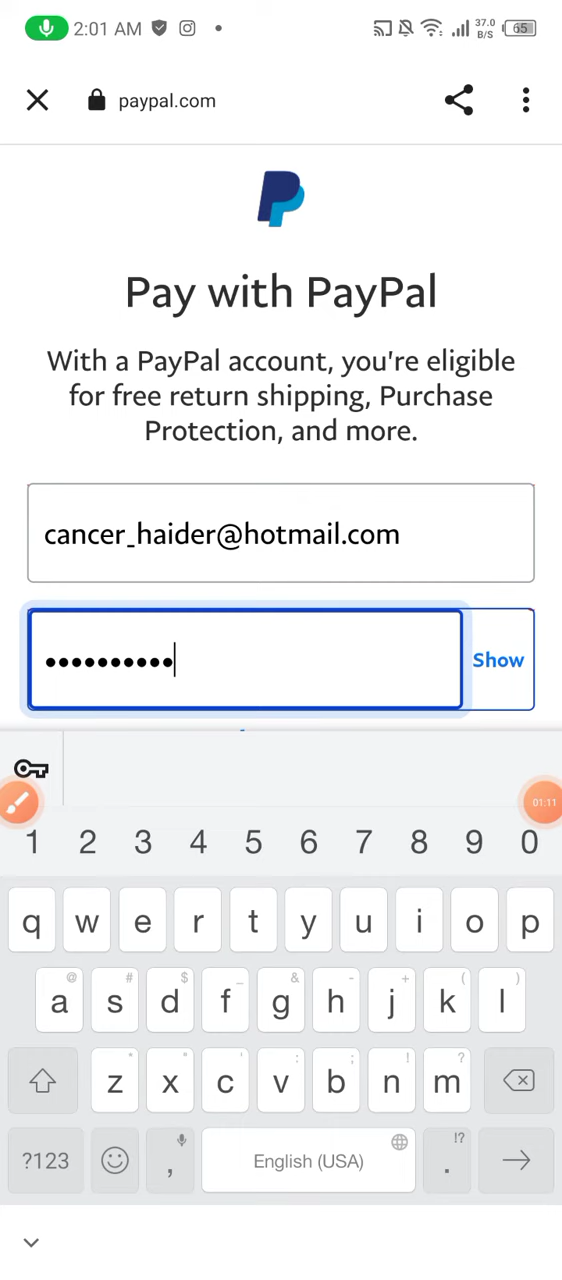 2:01 AM
37.0
B/S
65
paypal.com
Pay with PayPal
With a PayPal account, you're eligible
for free return shipping, Purchase
Protection, and more.
cancer_haider@hotmail.com
••••••••••
Show
01:11
1 2 3 4 5 6 7 8 9 0
q w e r t y u i o p
@ # $ _ & - + ( )
a s d f g h j k l
* " ' : ; ! ?
z x c v b n m
!?
?123 , English (USA) .